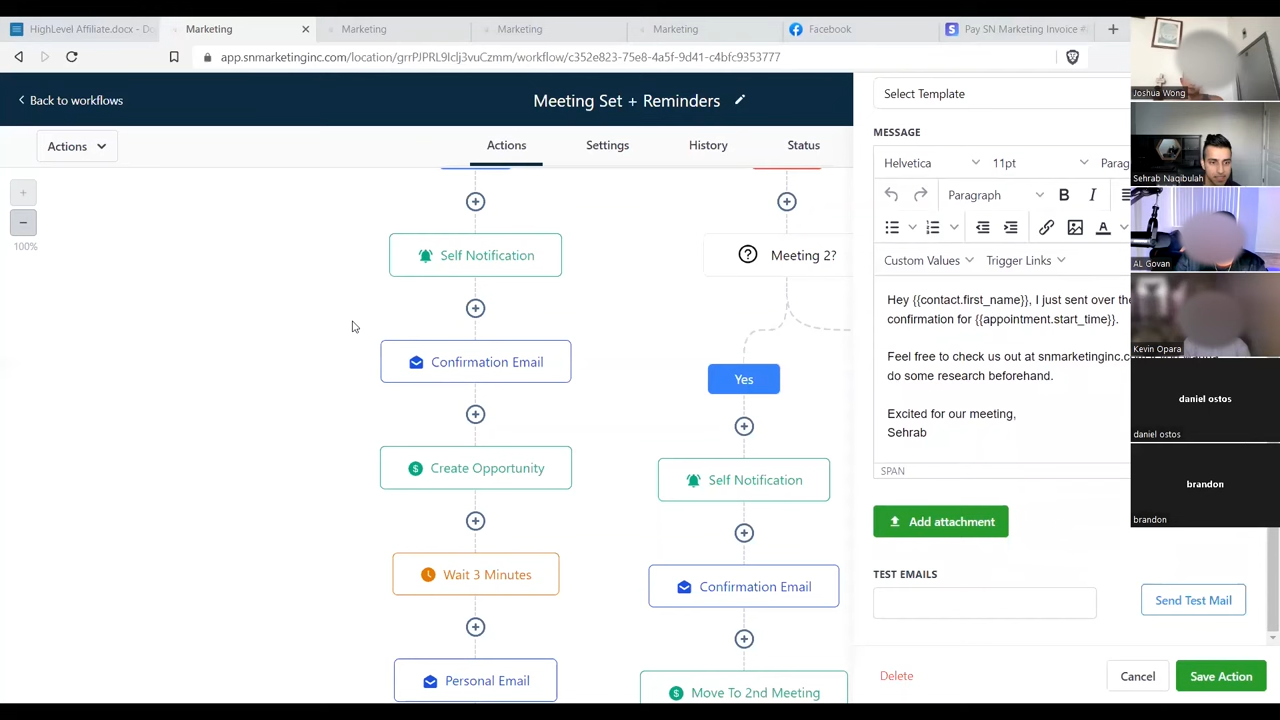 HighLevel Affiliate.docx - Do
Marketing
Marketing
Marketing
Marketing
Facebook
Pay SN Marketing Invoice #
app.snmarketinginc.com/location/grrPJPRL9Iclj3vuCzmm/workflow/c352e823-75e8-4a5f-9d41-c4bfc9353777
Back to workflows
Meeting Set + Reminders
Actions
Actions
Settings
History
Status
100%
Self Notification
Confirmation Email
Create Opportunity
Wait 3 Minutes
Personal Email
Meeting 2?
Yes
Self Notification
Confirmation Email
Move To 2nd Meeting
Select Template
MESSAGE
Helvetica
11pt
Parag
Paragraph
B
I
A
Custom Values
Trigger Links
Hey {{contact.first_name}}, I just sent over the
confirmation for {{appointment.start_time}}.
Feel free to check us out at snmarketinginc.c
do some research beforehand.
Excited for our meeting,
Sehrab
SPAN
Add attachment
TEST EMAILS
Send Test Mail
Delete
Cancel
Save Action
Joshua Wong
Sehrab Naqibulah
AL Govan
Kevin Opara
daniel ostos
daniel ostos
brandon
brandon